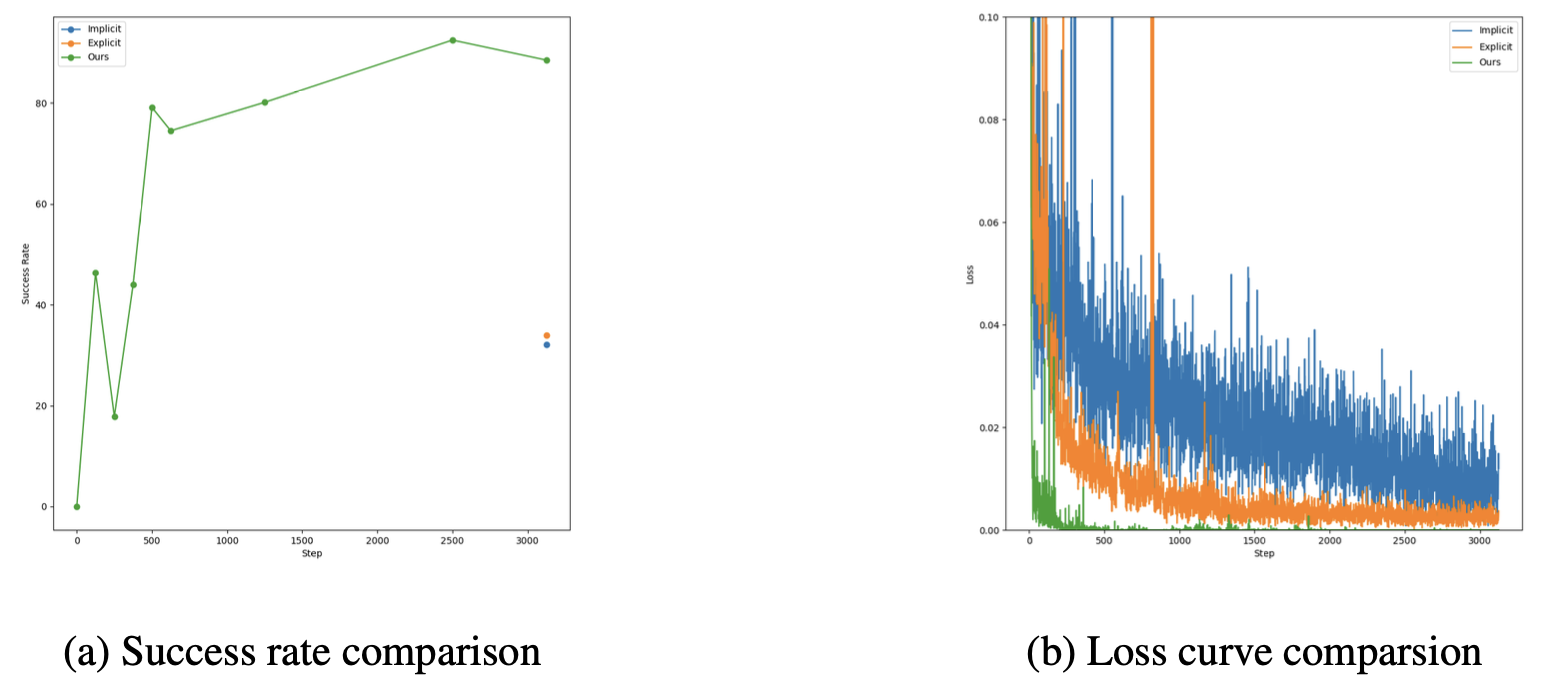 Implicit
Explicit
Ours
80
60
40
20
0
Success Rate
0 500 1000 1500 2000 2500 3000
Step
(a) Success rate comparison
Implicit
Explicit
Ours
0.10
0.08
0.06
0.04
0.02
0.00
Loss
0 500 1000 1500 2000 2500 3000
Step
(b) Loss curve comparsion